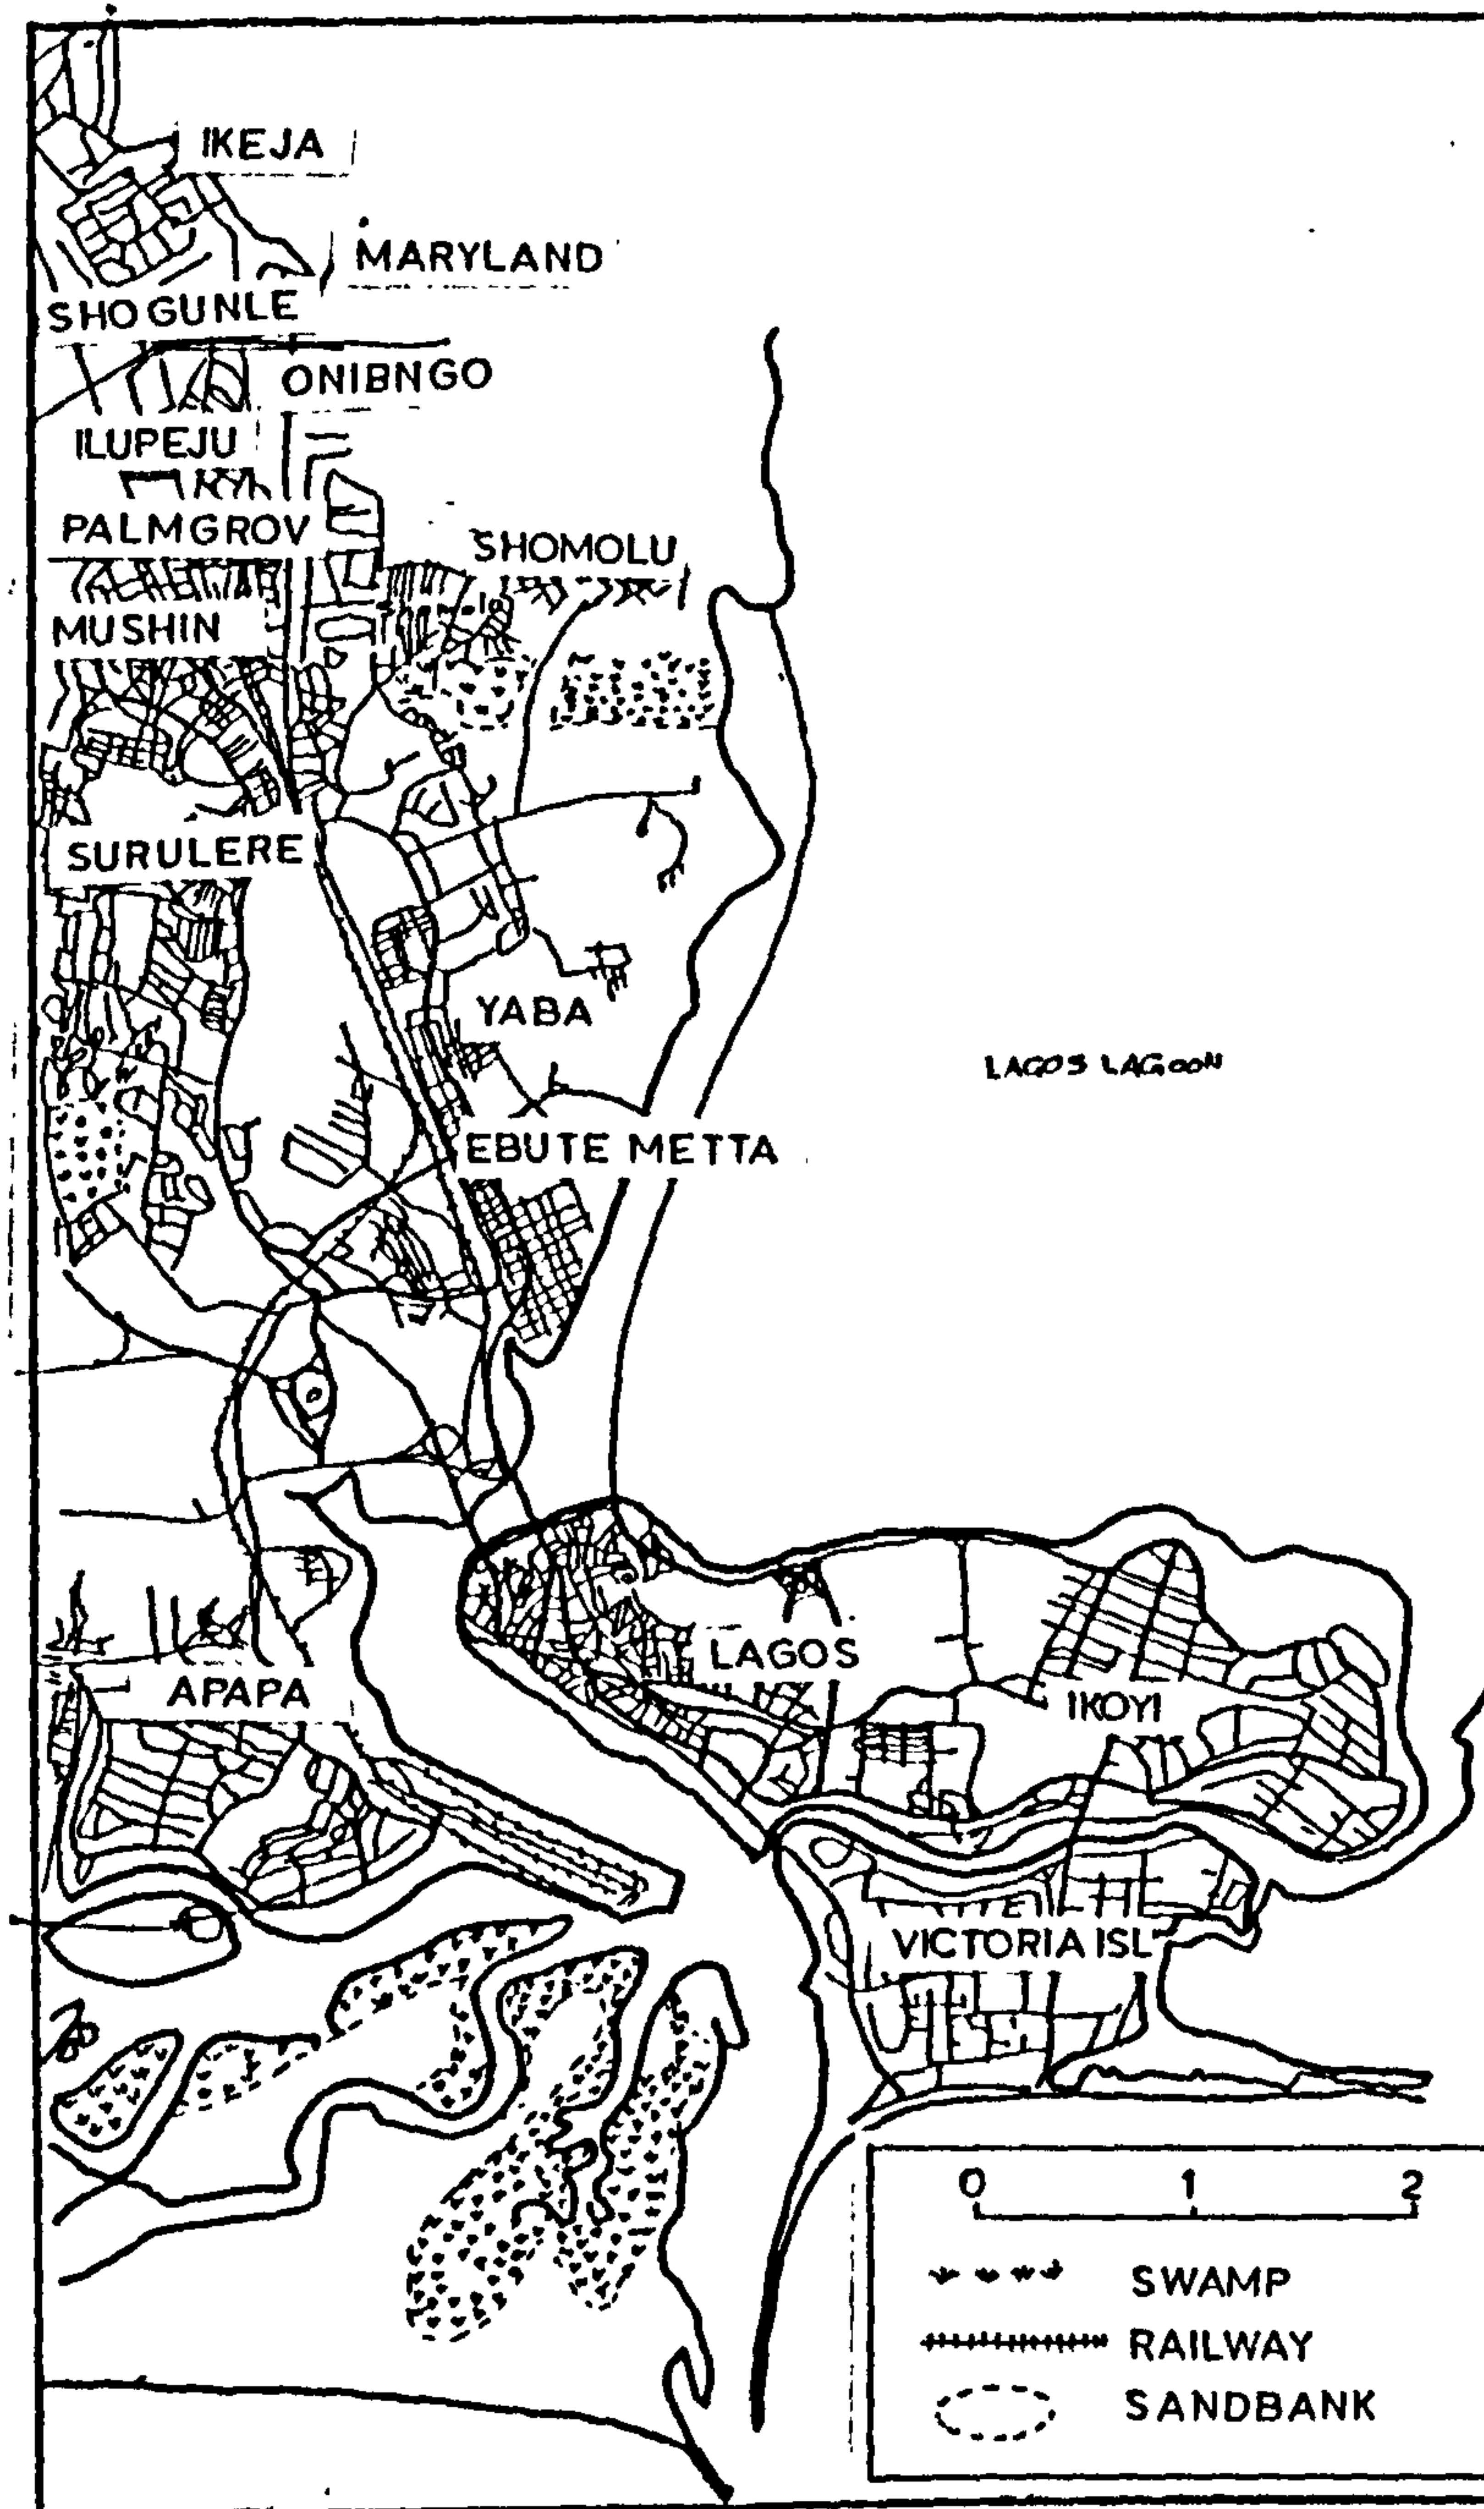 IKEJA
MARYLAND
SHOGUNLE
ONIBNGO
ILUPEJU
PALMGROV
SHOMOLU
MUSHIN
SURULERE
YABA
LAGOS LAGOON
EBUTE METTA
LAGOS
APAPA
IKOYI
VICTORIA ISL
0 1 2
SWAMP
RAILWAY
SANDBANK